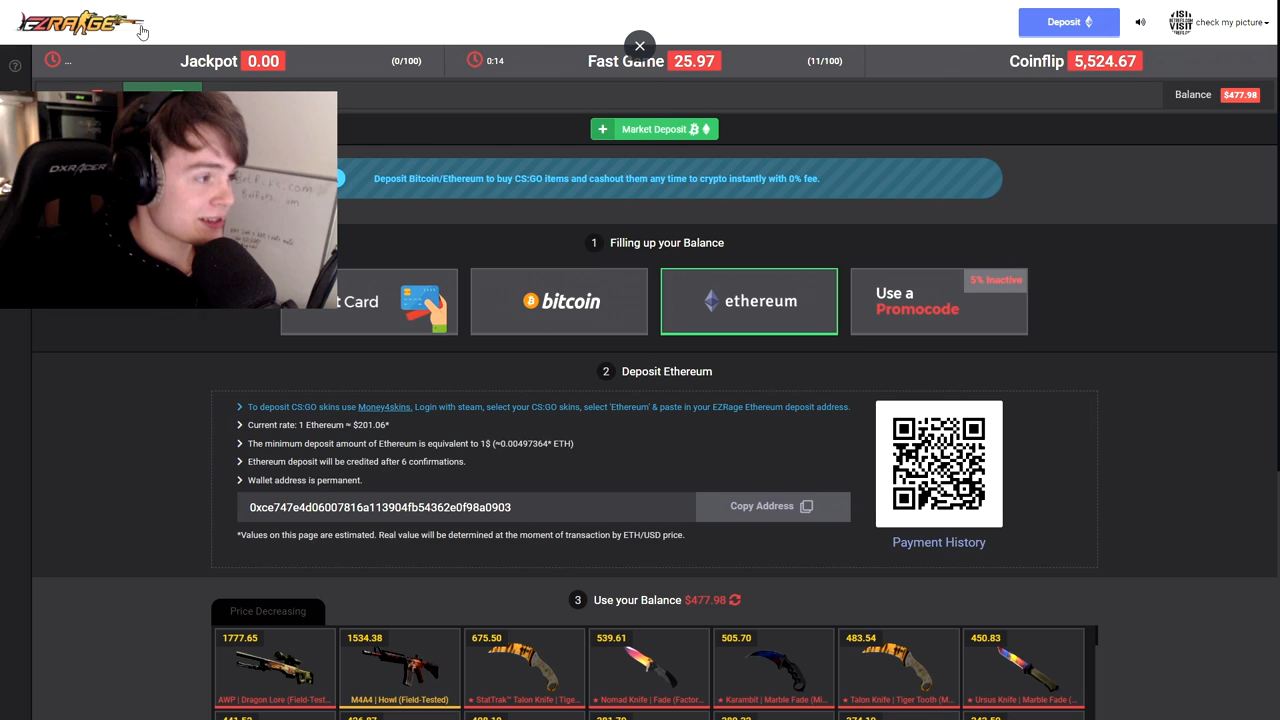 EZRAGE
Deposit
VISIT
check my picture
...
Jackpot 0.00
(0/100)
0:14
Fast Game 25.97
(11/100)
Coinflip 5,524.67
Balance $477.98
+ Market Deposit
DXRACER
Deposit Bitcoin/Ethereum to buy CS:GO items and cashout them any time to crypto instantly with 0% fee.
1 Filling up your Balance
Card
bitcoin
ethereum
Use a
Promocode
5% Inactive
2 Deposit Ethereum
To deposit CS:GO skins use Money4skins. Login with steam, select your CS:GO skins, select 'Ethereum' & paste in your EZRage Ethereum deposit address.
Current rate: 1 Ethereum ≈ $201.06*
The minimum deposit amount of Ethereum is equivalent to 1$ (≈0.00497364* ETH)
Ethereum deposit will be credited after 6 confirmations.
Wallet address is permanent.
0xce747e4d06007816a113904fb54362e0f98a0903
Copy Address
*Values on this page are estimated. Real value will be determined at the moment of transaction by ETH/USD price.
Payment History
3 Use your Balance $477.98
Price Decreasing
1777.65
AWP | Dragon Lore (Field-Test...
1534.38
M4A4 | Howl (Field-Tested)
675.50
★ StatTrak™ Talon Knife | Tige...
539.61
★ Nomad Knife | Fade (Factor...
505.70
★ Karambit | Marble Fade (Mi...
483.54
★ Talon Knife | Tiger Tooth (M...
450.83
★ Ursus Knife | Marble Fade (...